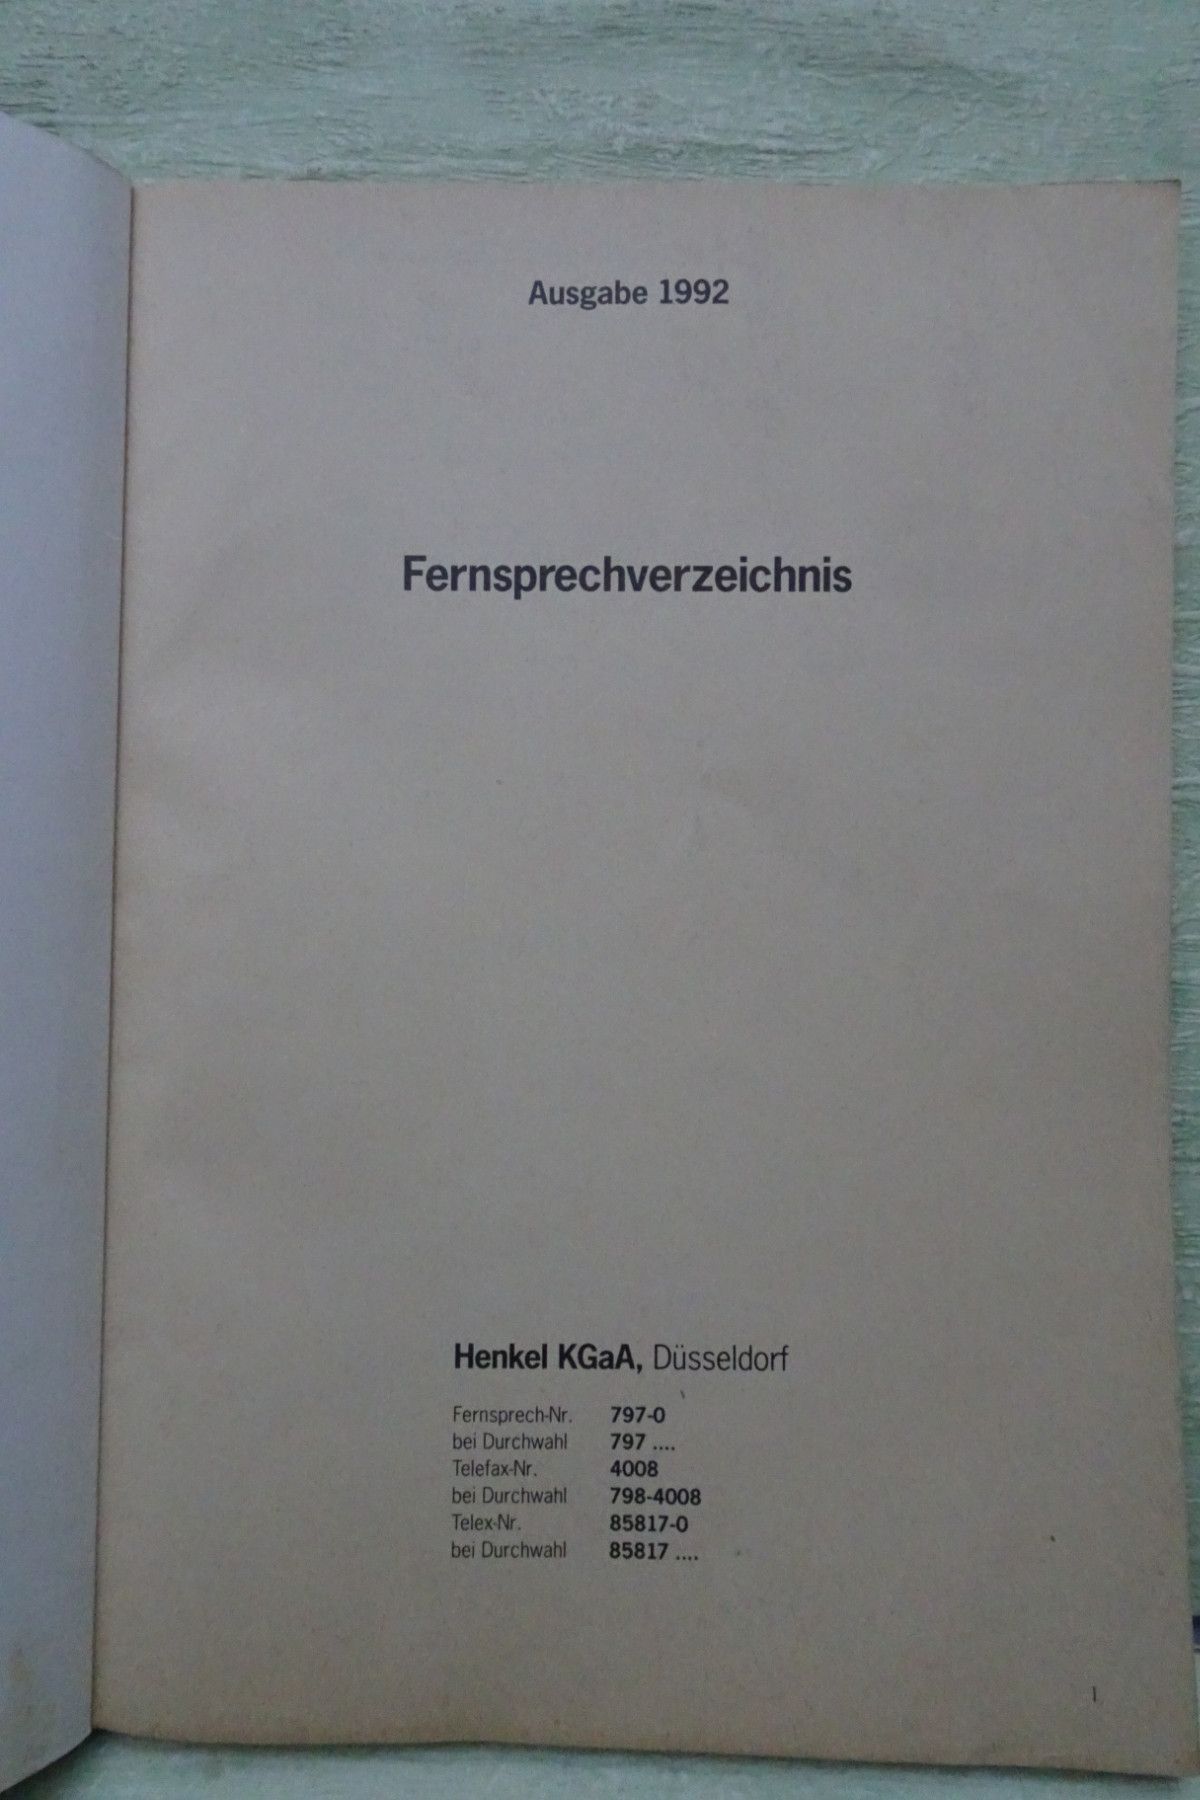 Ausgabe 1992
Fernsprechverzeichnis
Henkel KGaA, Düsseldorf
Fernsprech-Nr. 797-0
bei Durchwahl 797 ....
Telefax-Nr. 4008
bei Durchwahl 798-4008
Telex-Nr. 85817-0
bei Durchwahl 85817 ....
1